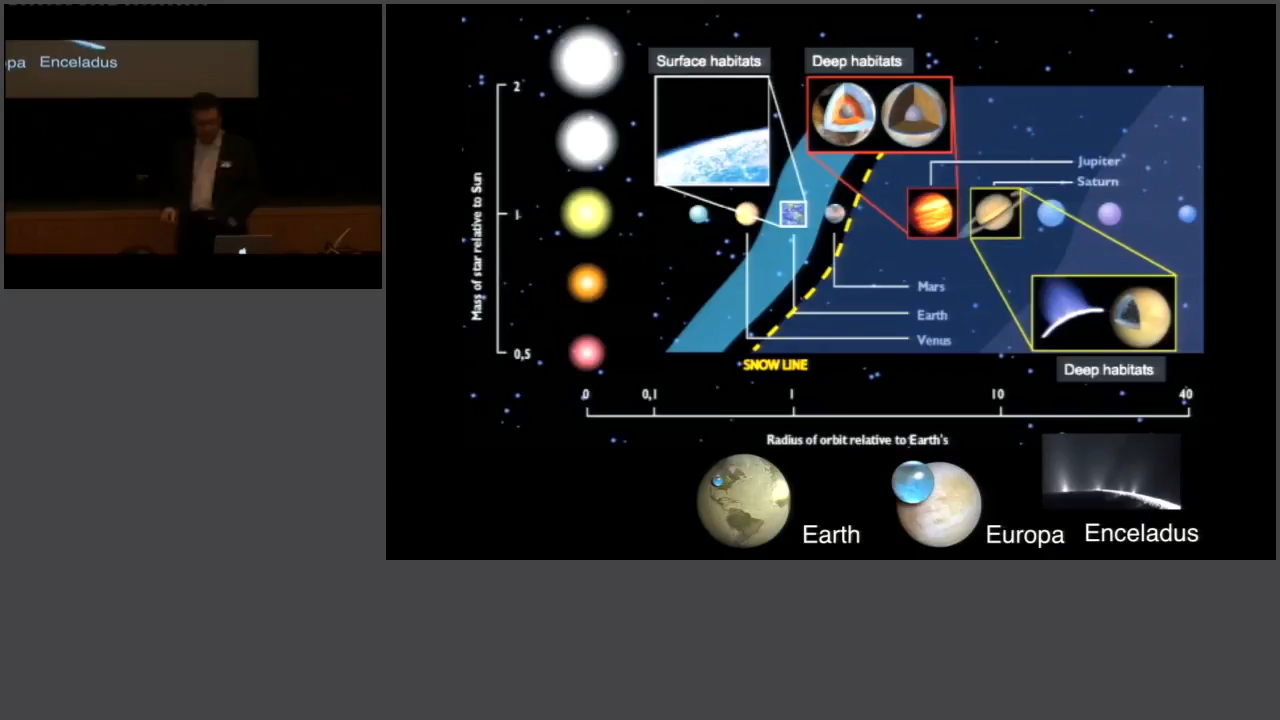 pa Enceladus
Surface habitats
Deep habitats
2
Jupiter
Saturn
1
Mass of star relative to Sun
Mars
Earth
Venus
0,5
SNOW LINE
Deep habitats
0
0,1
1
10
40
Radius of orbit relative to Earth's
Earth
Europa
Enceladus